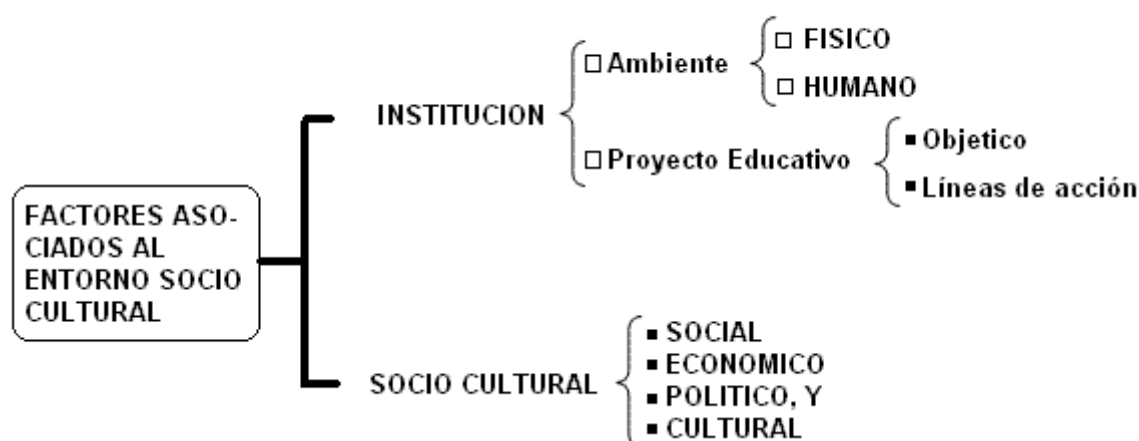 FACTORES ASO-
CIADOS AL
ENTORNO SOCIO
CULTURAL
INSTITUCION
Ambiente
FISICO
HUMANO
Proyecto Educativo
Objetico
Líneas de acción
SOCIO CULTURAL
SOCIAL
ECONOMICO
POLITICO, Y
CULTURAL